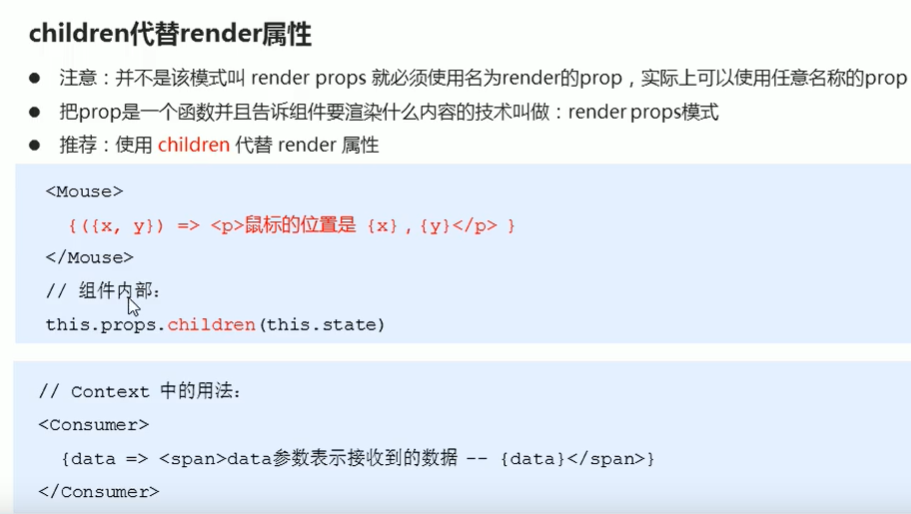 children代替render属性
● 注意：并不是该模式叫 render props 就必须使用名为render的prop，实际上可以使用任意名称的prop
● 把prop是一个函数并且告诉组件要渲染什么内容的技术叫做：render props模式
● 推荐：使用 children 代替 render 属性
<Mouse>
{({x, y}) => <p>鼠标的位置是 {x}，{y}</p> }
</Mouse>
// 组件内部：
this.props.children(this.state)
// Context 中的用法：
<Consumer>
{data => <span>data参数表示接收到的数据 -- {data}</span>}
</Consumer>